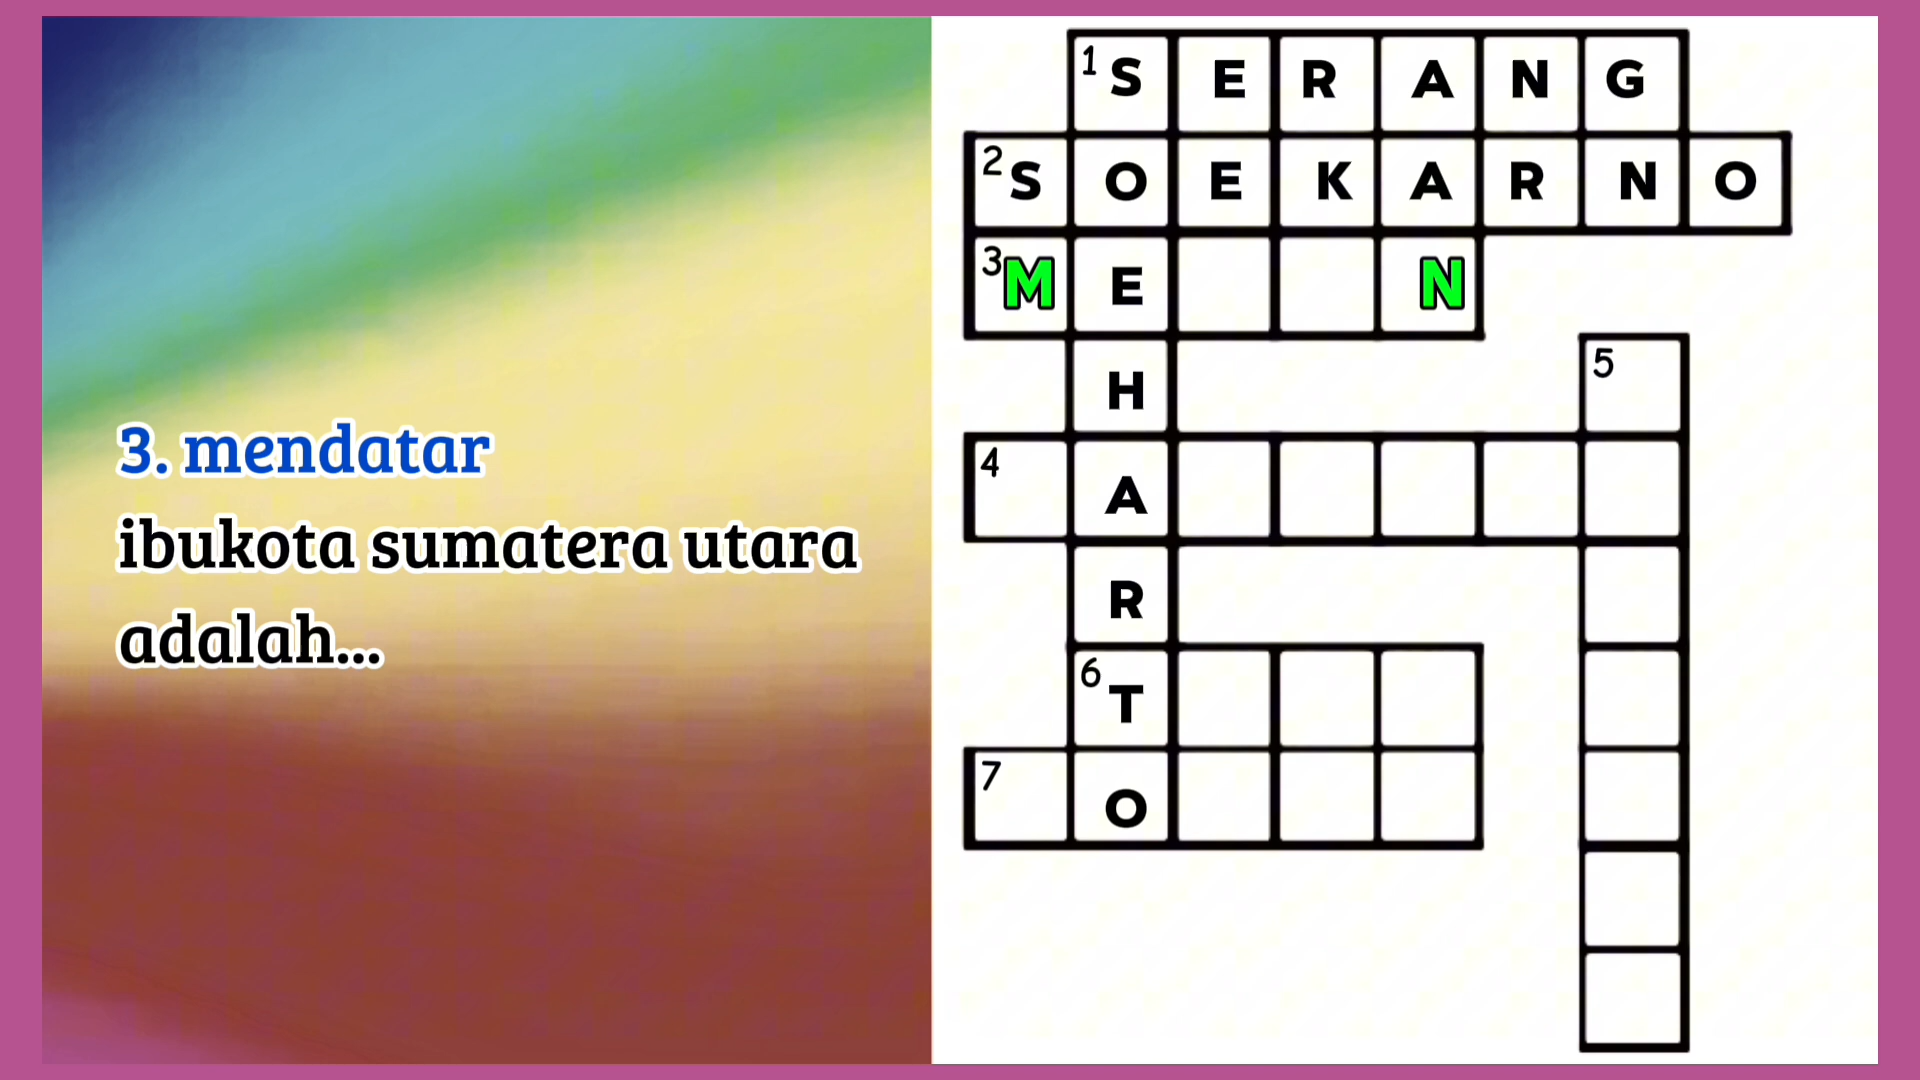 3. mendatar
ibukota sumatera utara
adalah...
1 S E R A N G
2 S O E K A R N O
3 M E N
H 5
4 A
R
6 T
7 O